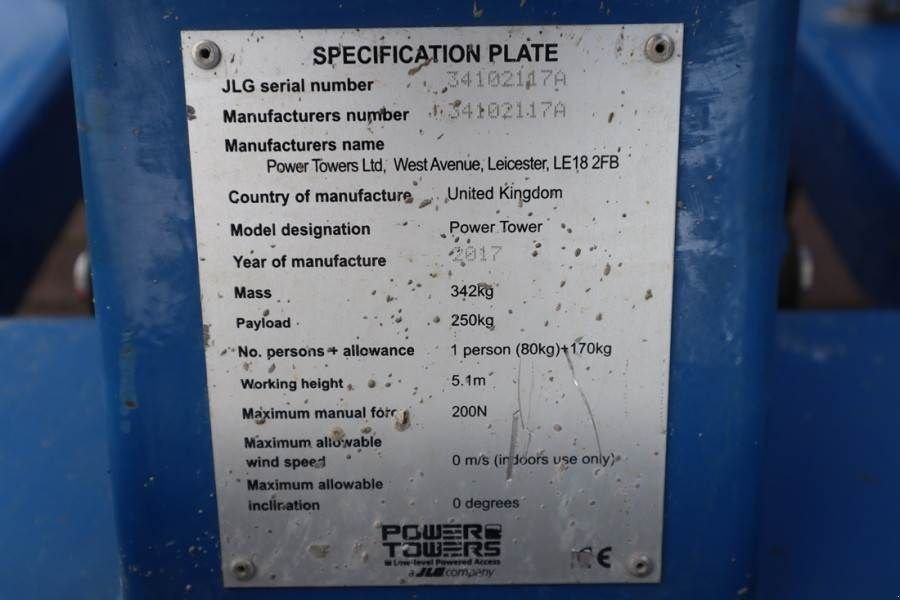 SPECIFICATION PLATE
JLG serial number 34102117A
Manufacturers number 34102117A
Manufacturers name
Power Towers Ltd, West Avenue, Leicester, LE18 2FB
Country of manufacture United Kingdom
Model designation Power Tower
Year of manufacture 2017
Mass 342kg
Payload 250kg
No. persons + allowance 1 person (80kg)+170kg
Working height 5.1m
Maximum manual force 200N
Maximum allowable
wind speed 0 m/s (indoors use only)
Maximum allowable
inclination 0 degrees
POWER
TOWERS
Low-level Powered Access
a JLG company
CE